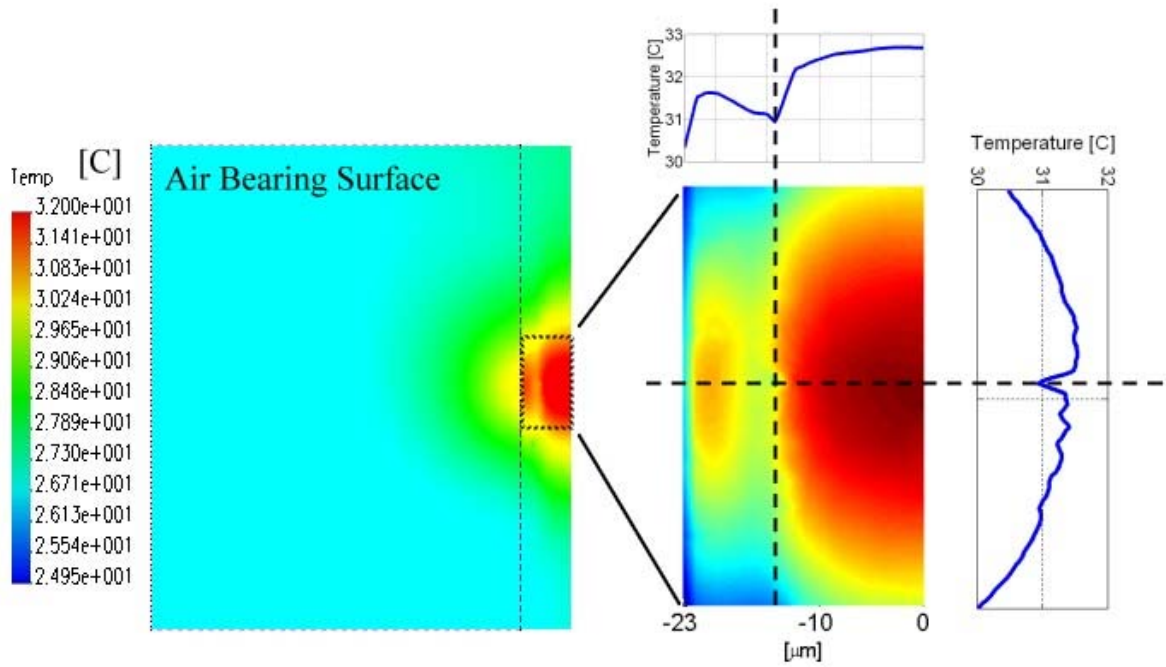 [C]
Temp
3.200e+001
3.141e+001
3.083e+001
3.024e+001
2.965e+001
2.906e+001
2.848e+001
2.789e+001
2.730e+001
2.671e+001
2.613e+001
2.554e+001
2.495e+001
Air Bearing Surface
Temperature [C]
33
32
31
30
-23
-10
0
[µm]
Temperature [C]
30
31
32